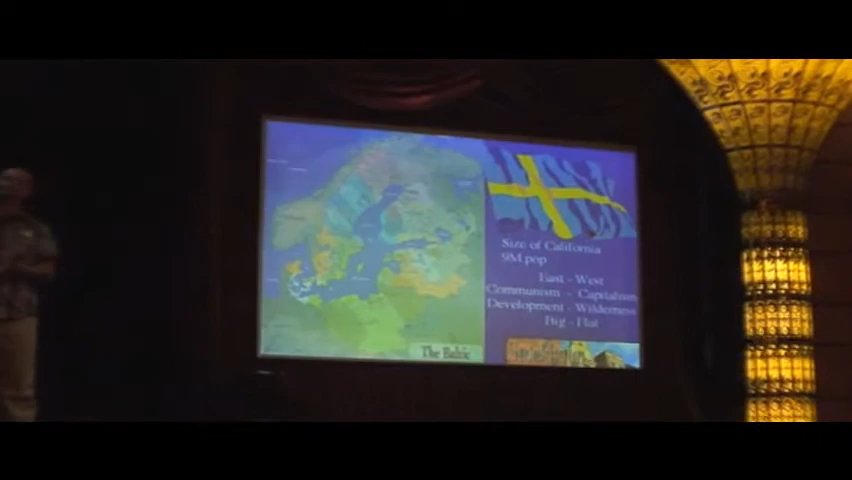 The Baltic
Size of California
9M pop
East - West
Communism - Capitalism
Development - Wilderness
Big - Flat